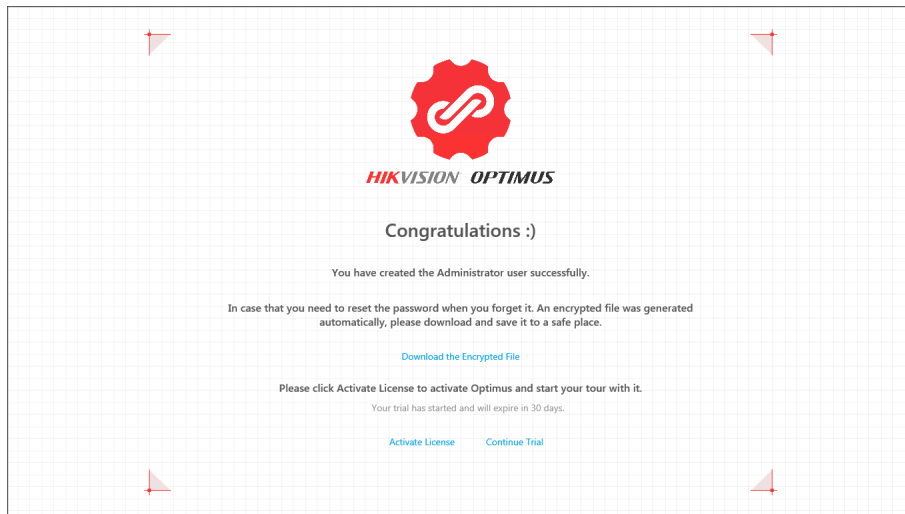 HIKVISION OPTIMUS
Congratulations :)
You have created the Administrator user successfully.
In case that you need to reset the password when you forget it. An encrypted file was generated
automatically, please download and save it to a safe place.
Download the Encrypted File
Please click Activate License to activate Optimus and start your tour with it.
Your trial has started and will expire in 30 days.
Activate License Continue Trial